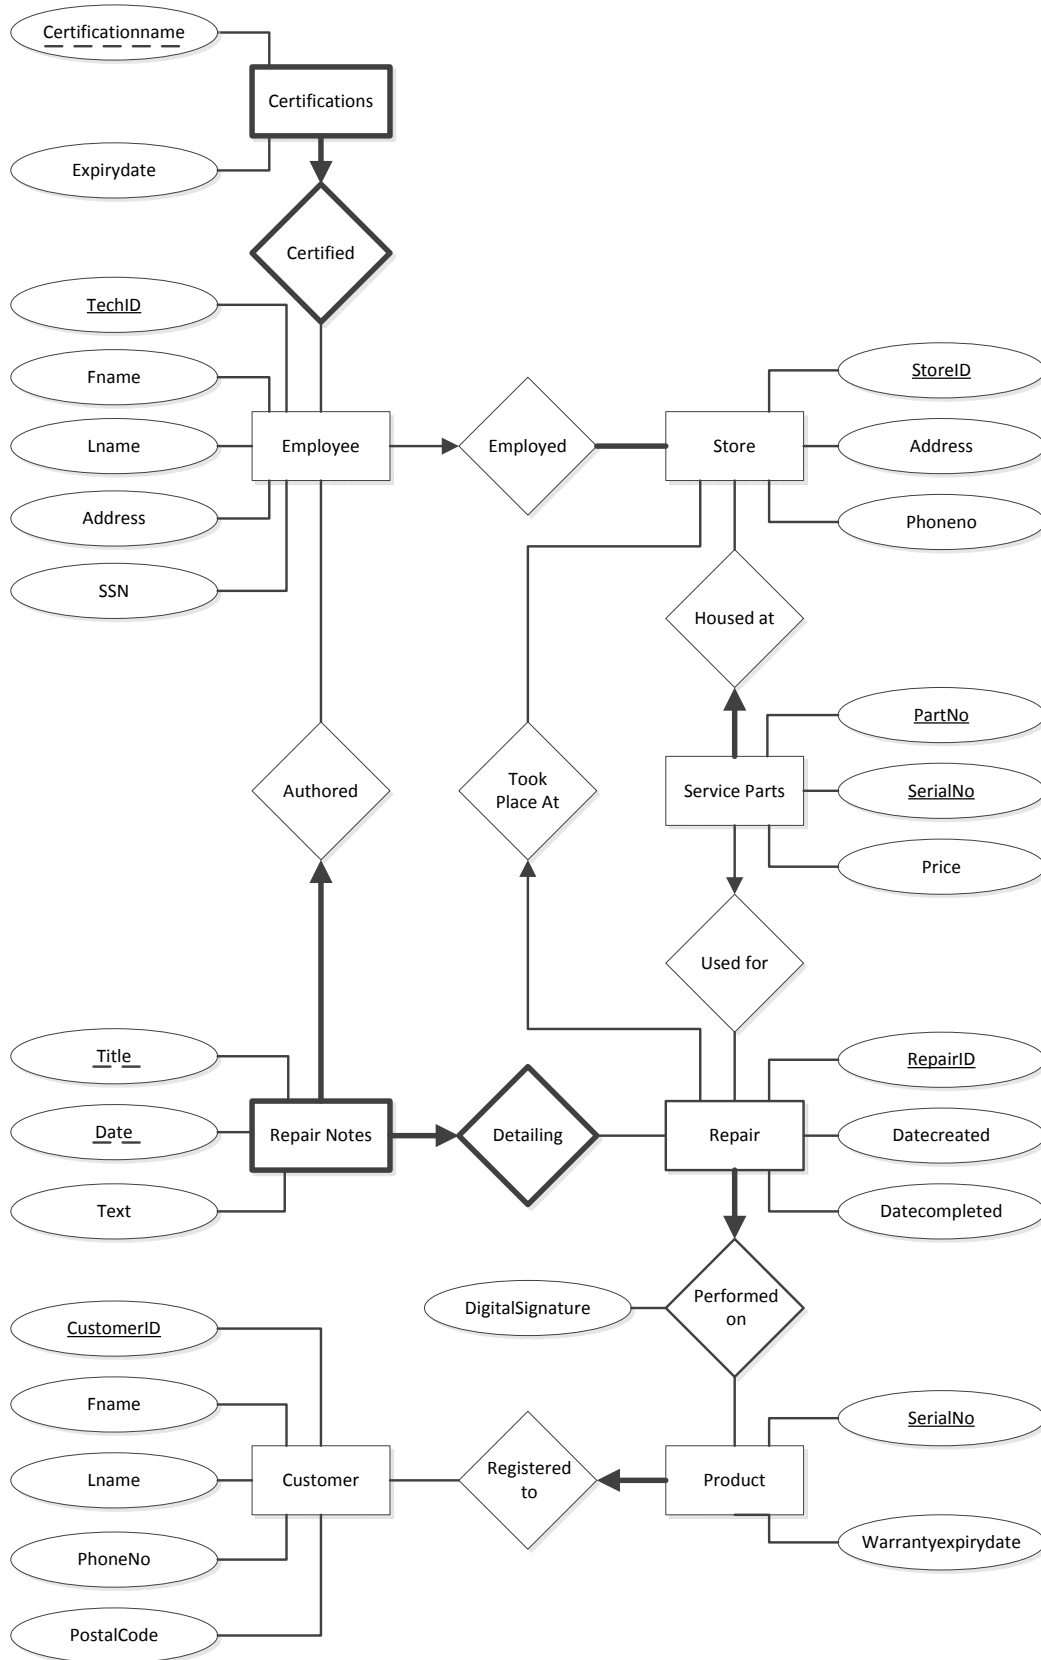 Certificationname
Certifications
Expirydate
Certified
TechID
Fname
StoreID
Lname
Employee
Employed
Store
Address
Address
Phoneno
SSN
Housed at
PartNo
Authored
Took
Place At
Service Parts
SerialNo
Price
Used for
Title
RepairID
Date
Repair Notes
Detailing
Repair
Datecreated
Text
Datecompleted
DigitalSignature
Performed
on
CustomerID
Fname
SerialNo
Lname
Customer
Registered
to
Product
PhoneNo
Warrantyexpirydate
PostalCode